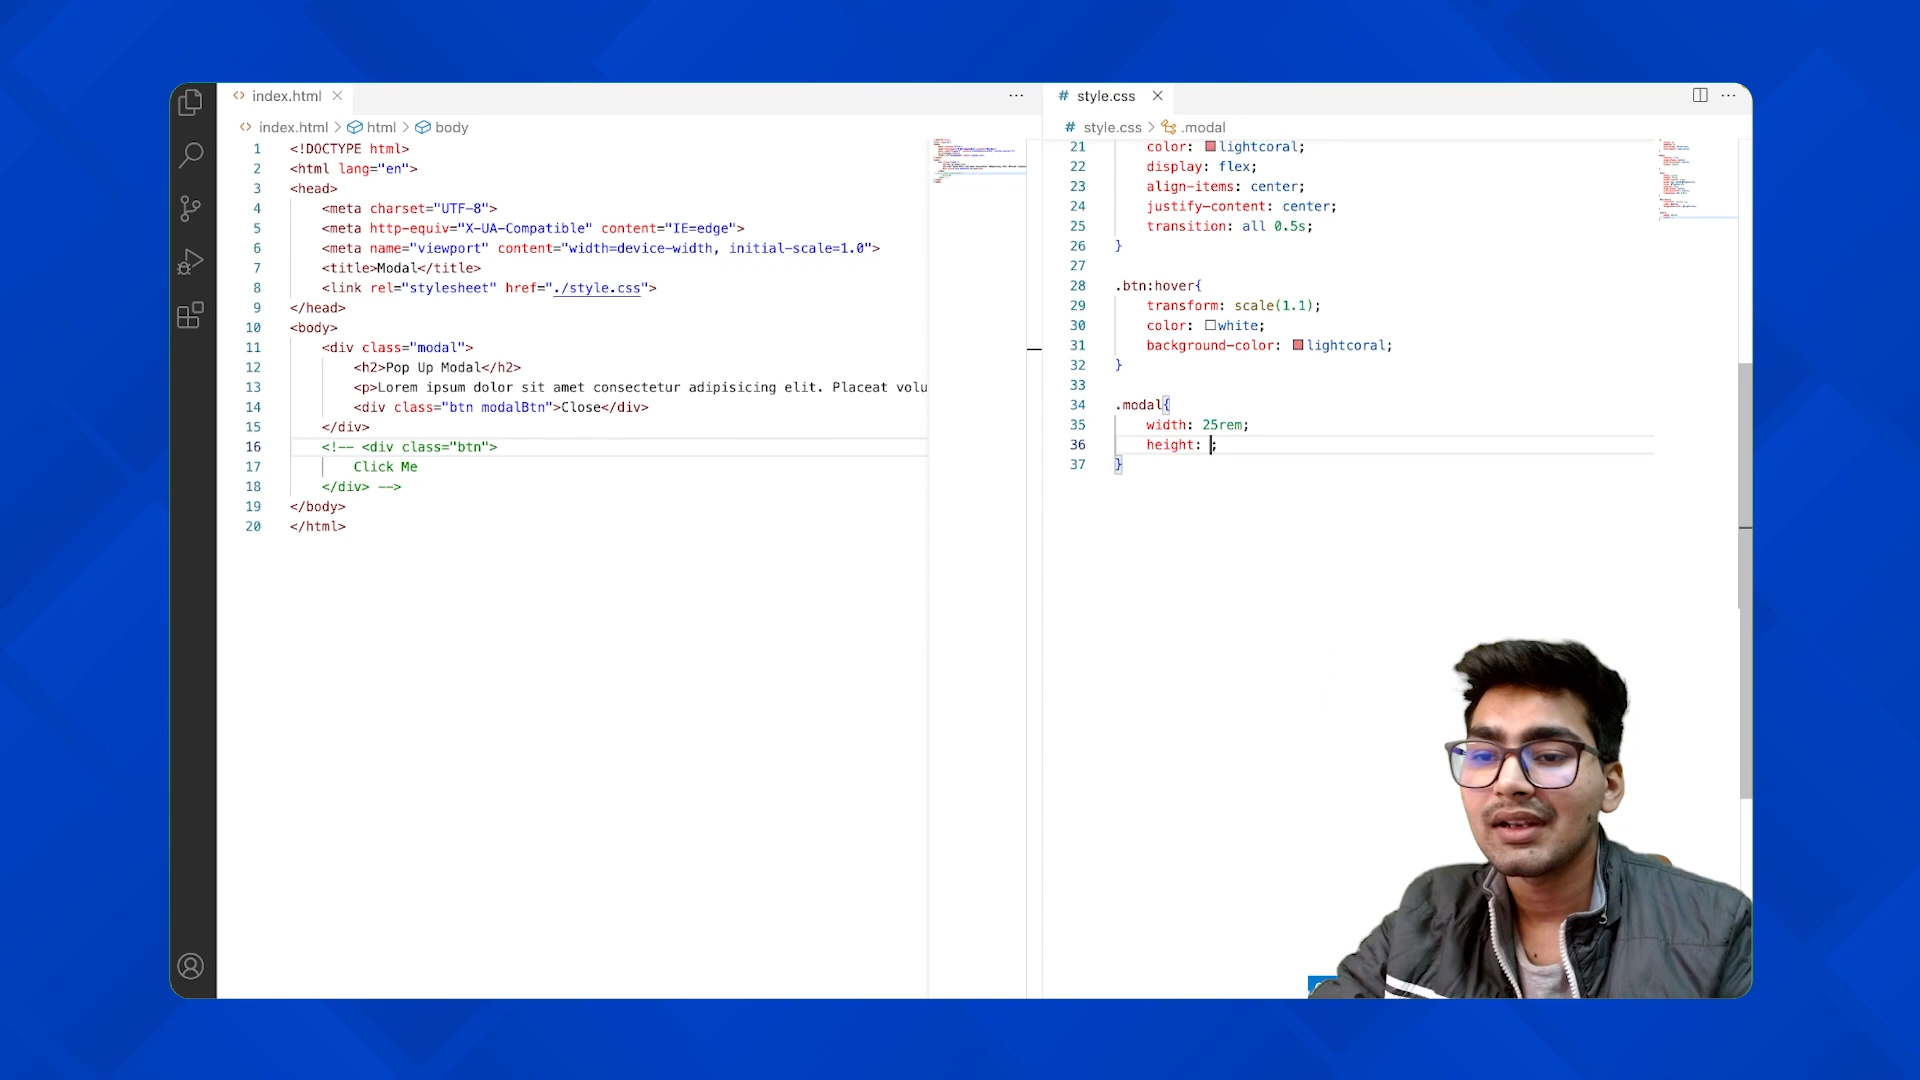 index.html
index.html > html > body
1 <!DOCTYPE html>
2 <html lang="en">
3 <head>
4 <meta charset="UTF-8">
5 <meta http-equiv="X-UA-Compatible" content="IE=edge">
6 <meta name="viewport" content="width=device-width, initial-scale=1.0">
7 <title>Modal</title>
8 <link rel="stylesheet" href="./style.css">
9 </head>
10 <body>
11 <div class="modal">
12 <h2>Pop Up Modal</h2>
13 <p>Lorem ipsum dolor sit amet consectetur adipisicing elit. Placeat volu
14 <div class="btn modalBtn">Close</div>
15 </div>
16 <!-- <div class="btn">
17 Click Me
18 </div> -->
19 </body>
20 </html>
# style.css
# style.css > .modal
21 color: lightcoral;
22 display: flex;
23 align-items: center;
24 justify-content: center;
25 transition: all 0.5s;
26 }
27
28 .btn:hover{
29 transform: scale(1.1);
30 color: white;
31 background-color: lightcoral;
32 }
33
34 .modal{
35 width: 25rem;
36 height: ;
37 }